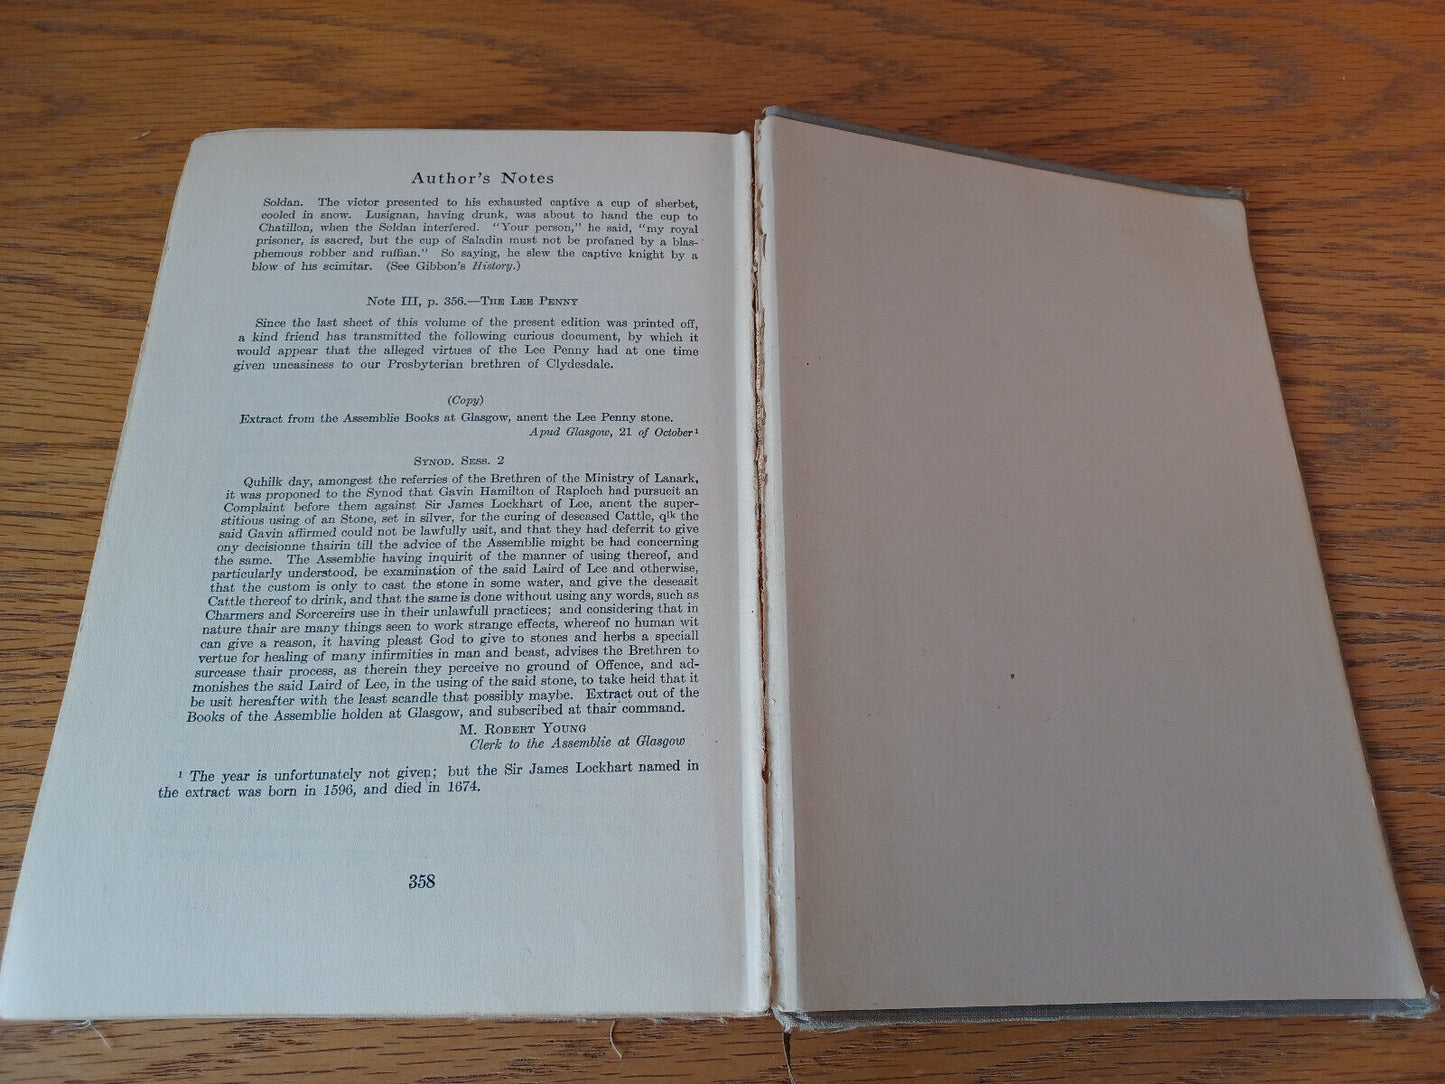 Author's Notes
Soldan. The victor presented to his exhausted captive a cup of sherbet,
cooled in snow. Lusignan, having drunk, was about to hand the cup to
Chatillon, when the Soldan interfered. "Your person," he said, "my royal
prisoner, is sacred, but the cup of Saladin must not be profaned by a blas-
phemous robber and ruffian." So saying, he slew the captive knight by a
blow of his scimitar. (See Gibbon's History.)
Note III, p. 356.—The Lee Penny
Since the last sheet of this volume of the present edition was printed off,
a kind friend has transmitted the following curious document, by which it
would appear that the alleged virtues of the Lee Penny had at one time
given uneasiness to our Presbyterian brethren of Clydesdale.
(Copy)
Extract from the Assemblie Books at Glasgow, anent the Lee Penny stone.
Apud Glasgow, 21 of October¹
Synod. Sess. 2
Quhilk day, amongest the referries of the Brethren of the Ministry of Lanark,
it was proponed to the Synod that Gavin Hamilton of Raploch had pursueit an
Complaint before them against Sir James Lockhart of Lee, anent the super-
stitious using of an Stone, set in silver, for the curing of deseased Cattle, qˡᵏ the
said Gavin affirmed could not be lawfully usit, and that they had deferrit to give
ony decisionne thairin till the advice of the Assemblie might be had concerning
the same. The Assemblie having inquirit of the manner of using thereof, and
particularly understood, be examination of the said Laird of Lee and otherwise,
that the custom is only to cast the stone in some water, and give the deseasit
Cattle thereof to drink, and that the same is done without using any words, such as
Charmers and Sorcereirs use in their unlawfull practices; and considering that in
nature thair are many things seen to work strange effects, whereof no human wit
can give a reason, it having pleast God to give to stones and herbs a speciall
vertue for healing of many infirmities in man and beast, advises the Brethren to
surcease thair process, as therein they perceive no ground of Offence, and ad-
monishes the said Laird of Lee, in the using of the said stone, to take heid that it
be usit hereafter with the least scandle that possibly maybe. Extract out of the
Books of the Assemblie holden at Glasgow, and subscribed at thair command.
M. Robert Young
Clerk to the Assemblie at Glasgow
¹ The year is unfortunately not given; but the Sir James Lockhart named in
the extract was born in 1596, and died in 1674.
358